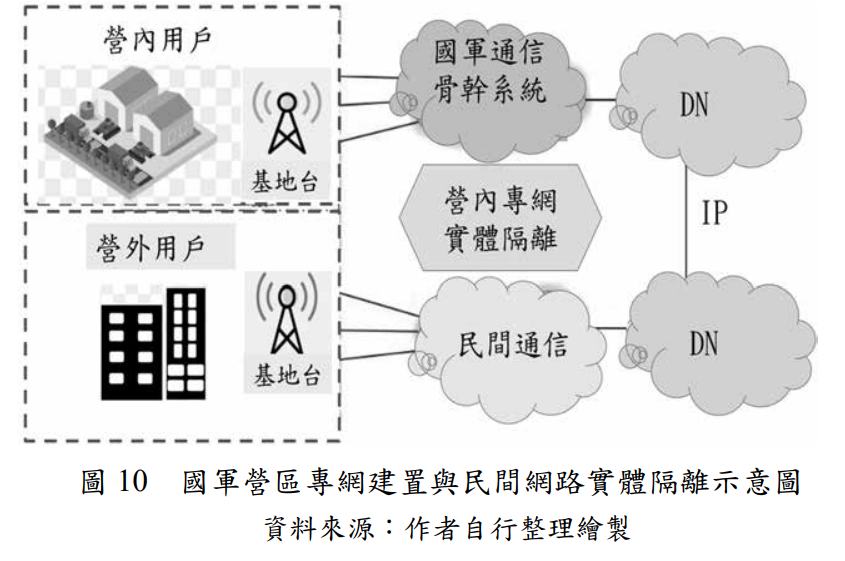 營內用戶
基地台
國軍通信
骨幹系統
DN
營內專網
實體隔離
IP
營外用戶
基地台
民間通信
DN
圖 10 國軍營區專網建置與民間網路實體隔離示意圖
資料來源：作者自行整理繪製